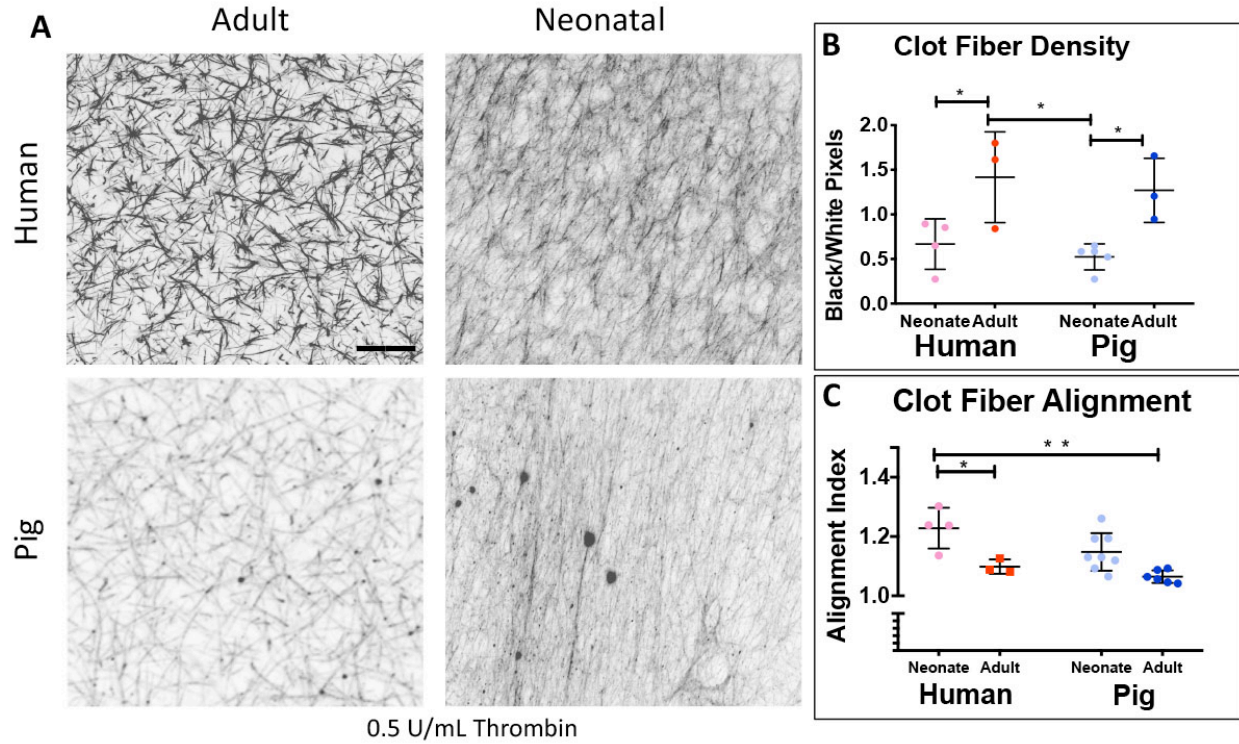 A
Adult
Neonatal
Human
Pig
0.5 U/mL Thrombin
B
Clot Fiber Density
Black/White Pixels
2.0
1.5
1.0
0.5
0.0
*
*
*
Neonate Adult Neonate Adult
Human Pig
C
Clot Fiber Alignment
Alignment Index
1.4
1.2
1.0
* *
*
Neonate Adult Neonate Adult
Human Pig